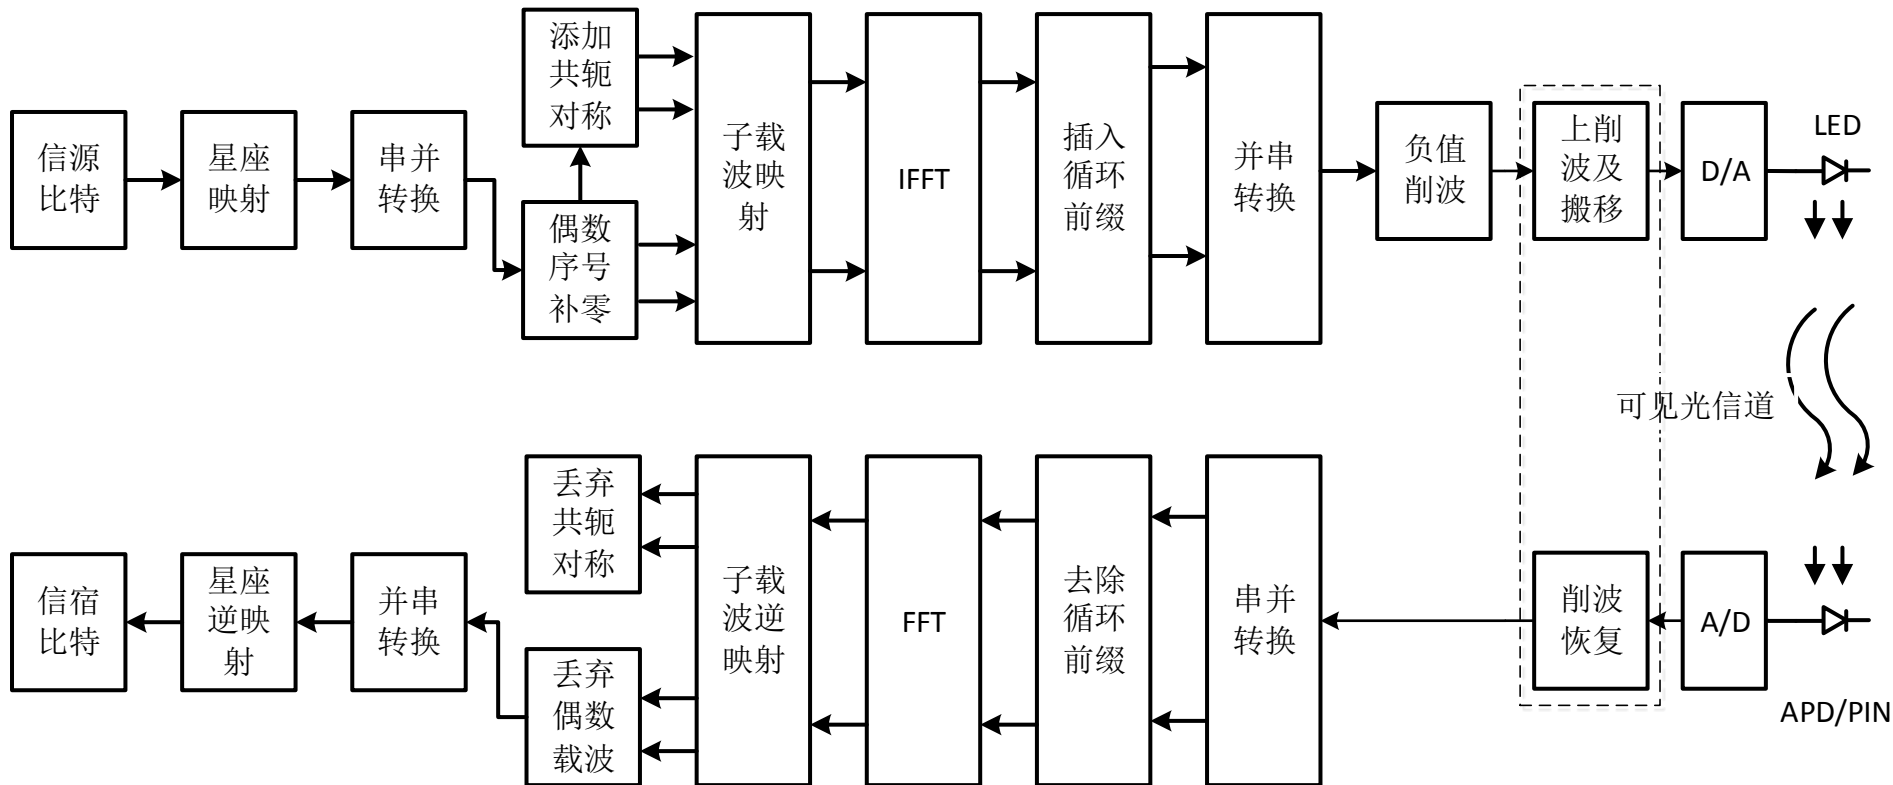 信源
比特
星座
映射
串并
转换
添加
共轭
对称
偶数
序号
补零
子载
波映
射
IFFT
插入
循环
前缀
并串
转换
负值
削波
上削
波及
搬移
D/A
LED
可见光信道
信宿
比特
星座
逆映
射
并串
转换
丢弃
共轭
对称
丢弃
偶数
载波
子载
波逆
映射
FFT
去除
循环
前缀
串并
转换
削波
恢复
A/D
APD/PIN